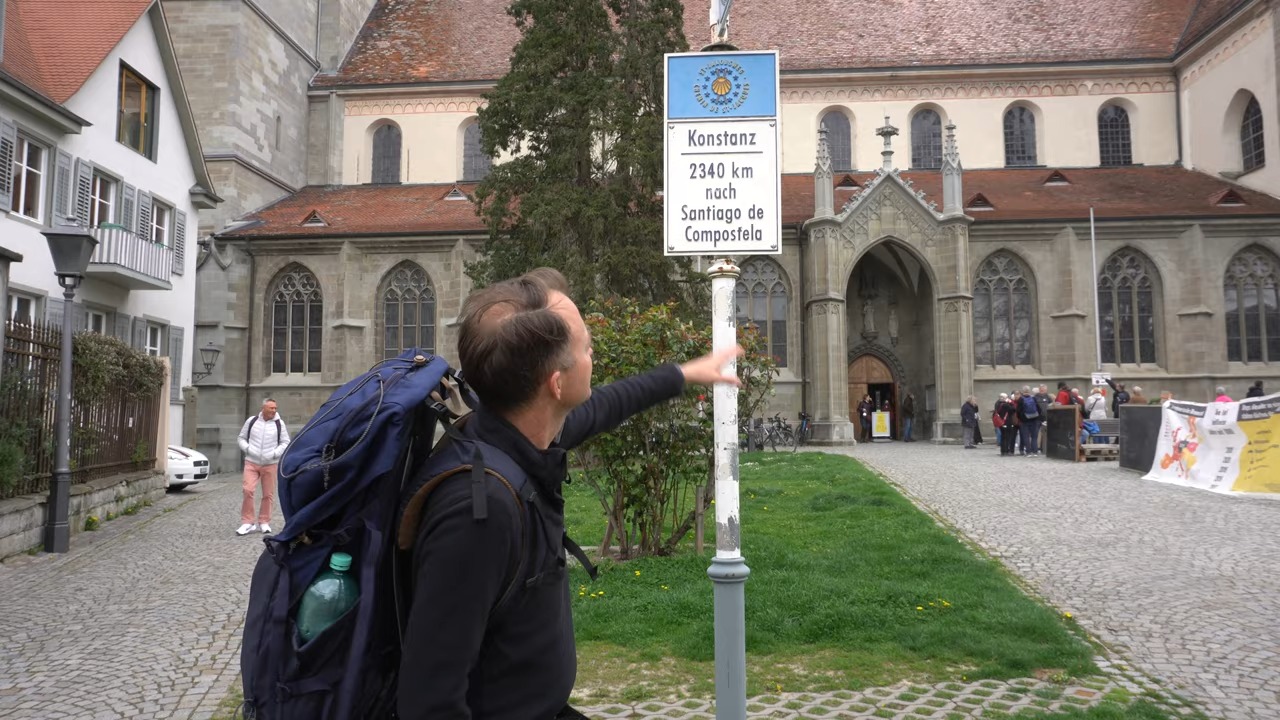 Konstanz
2340 km
nach
Santiago de
Compostela